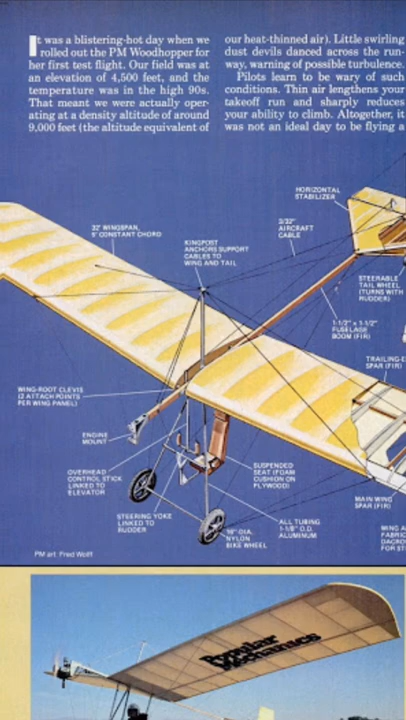 It was a blistering-hot day when we
rolled out the PM Woodhopper for
her first test flight. Our field was at
an elevation of 4,500 feet, and the
temperature was in the high 90s.
That meant we were actually oper-
ating at a density altitude of around
9,000 feet (the altitude equivalent of
our heat-thinned air). Little swirling
dust devils danced across the run-
way, warning of possible turbulence.
Pilots learn to be wary of such
conditions. Thin air lengthens your
takeoff run and sharply reduces
your ability to climb. Altogether, it
was not an ideal day to be flying a
HORIZONTAL
STABILIZER
32' WINGSPAN,
5' CONSTANT CHORD
3/32"
AIRCRAFT
CABLE
KINGPOST
ANCHORS SUPPORT
CABLES TO
WING AND TAIL
STEERABLE
TAIL WHEEL
(TURNS WITH
RUDDER)
1-1/2" x 1-1/2"
FUSELAGE
BOOM (FIR)
TRAILING-E
SPAR (FIR)
WING-ROOT CLEVIS
(2 ATTACH POINTS
PER WING PANEL)
ENGINE
MOUNT
OVERHEAD
CONTROL STICK
LINKED TO
ELEVATOR
SUSPENDED
SEAT (FOAM
CUSHION ON
PLYWOOD)
MAIN WING
SPAR (FIR)
STEERING YOKE
LINKED TO
RUDDER
16" DIA.
NYLON
BIKE WHEEL
ALL TUBING
1-1/8" O.D.
ALUMINUM
WING A
FABRIC
DACRO
FOR ST
PM art: Fred Wolff
Popular
Mechanics